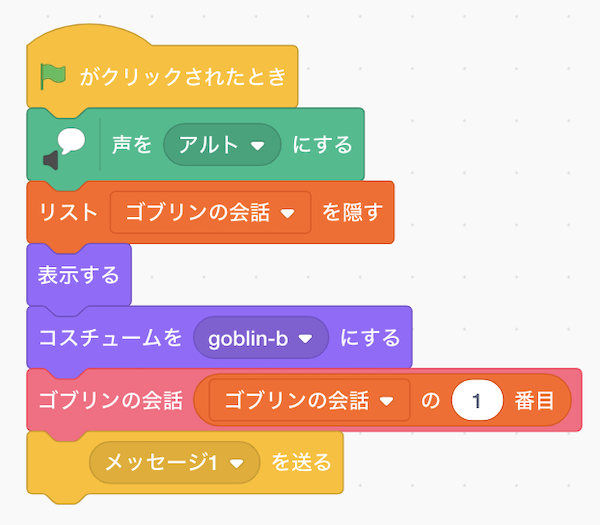 がクリックされたとき
声を アルト にする
リスト ゴブリンの会話 を隠す
表示する
コスチュームを goblin-b にする
ゴブリンの会話 ゴブリンの会話 の 1 番目
メッセージ1 を送る